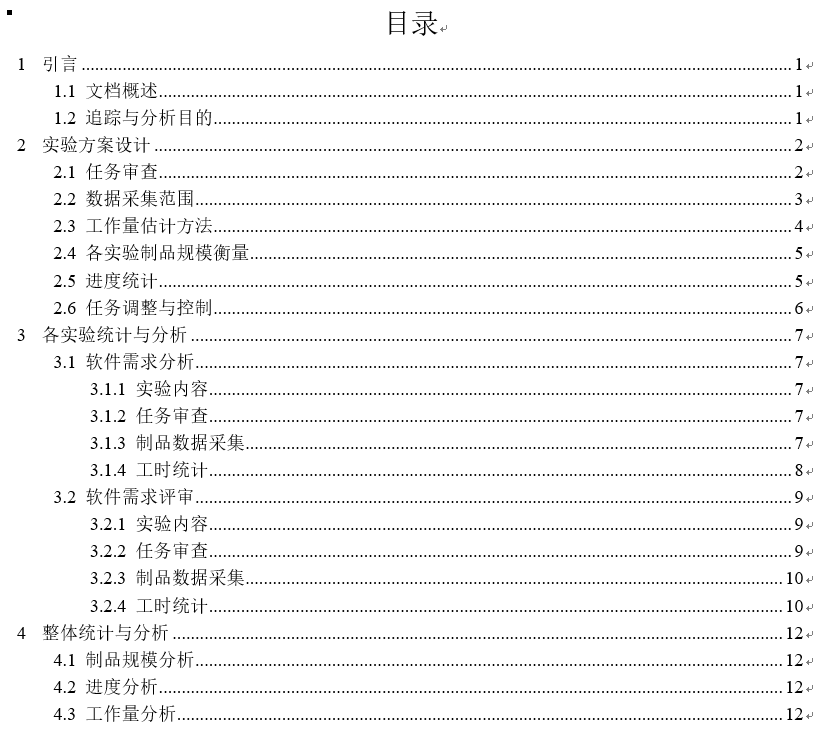 目录
1 引言 1
1.1 文档概述 1
1.2 追踪与分析目的 1
2 实验方案设计 2
2.1 任务审查 2
2.2 数据采集范围 3
2.3 工作量估计方法 4
2.4 各实验制品规模衡量 5
2.5 进度统计 5
2.6 任务调整与控制 6
3 各实验统计与分析 7
3.1 软件需求分析 7
3.1.1 实验内容 7
3.1.2 任务审查 7
3.1.3 制品数据采集 7
3.1.4 工时统计 8
3.2 软件需求评审 9
3.2.1 实验内容 9
3.2.2 任务审查 9
3.2.3 制品数据采集 10
3.2.4 工时统计 10
4 整体统计与分析 12
4.1 制品规模分析 12
4.2 进度分析 12
4.3 工作量分析 12